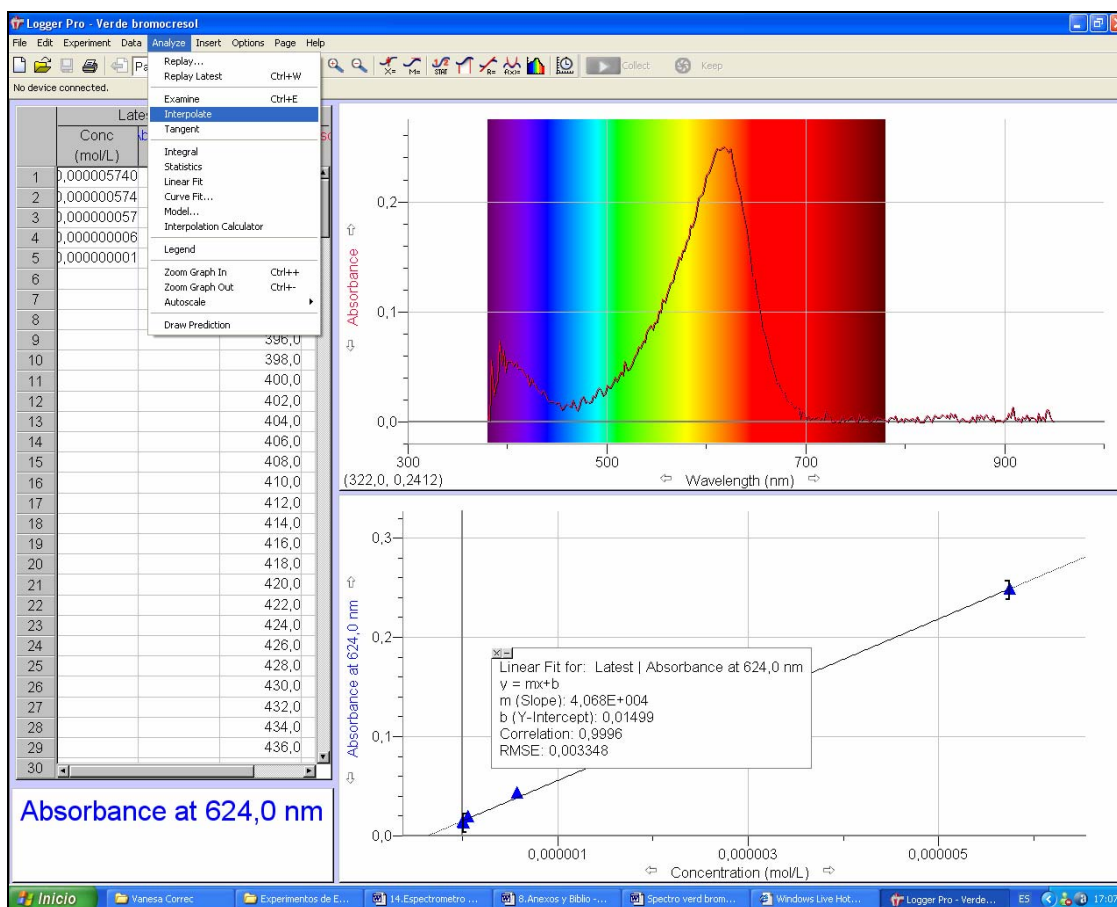 Logger Pro - Verde bromocresol
File Edit Experiment Data Analyze Insert Options Page Help
Collect Keep
No device connected.
Replay...
Replay Latest Ctrl+W
Examine Ctrl+E
Interpolate
Tangent
Integral
Statistics
Linear Fit
Curve Fit...
Model...
Interpolation Calculator
Legend
Zoom Graph In Ctrl++
Zoom Graph Out Ctrl+-
Autoscale
Draw Prediction
Conc
(mol/L)
1 0,000005740
2 0,000000574
3 0,000000057
4 0,000000006
5 0,000000001
6
7
8
9 396,0
10 398,0
11 400,0
12 402,0
13 404,0
14 406,0
15 408,0
16 410,0
17 412,0
18 414,0
19 416,0
20 418,0
21 420,0
22 422,0
23 424,0
24 426,0
25 428,0
26 430,0
27 432,0
28 434,0
29 436,0
30
Absorbance at 624,0 nm
Absorbance
0,2
0,1
0,0
300 500 700 900
(322,0, 0,2412)
Wavelength (nm)
Absorbance at 624,0 nm
0,3
0,2
0,1
0,0
Linear Fit for: Latest | Absorbance at 624,0 nm
y = mx+b
m (Slope): 4,068E+004
b (Y-Intercept): 0,01499
Correlation: 0,9996
RMSE: 0,003348
0,000001 0,000003 0,000005
Concentration (mol/L)
Inicio
Vanesa Correc
Experimentos de E...
14.Espectrometro ...
8.Anexos y Biblio -...
Spectro verd brom...
Windows Live Hot...
Logger Pro - Verde...
ES
17:07